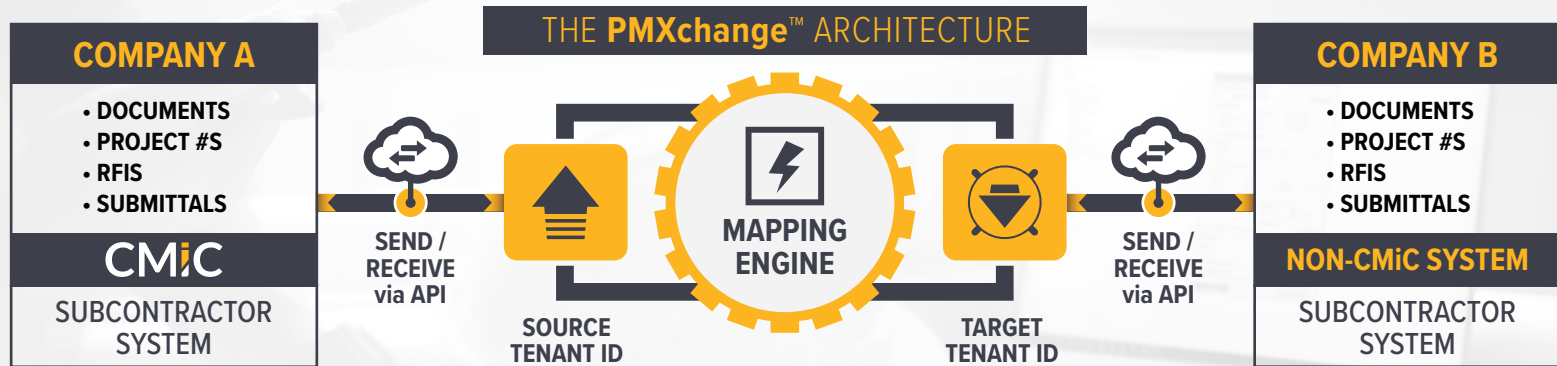 THE PMXchange™ ARCHITECTURE
COMPANY A
• DOCUMENTS
• PROJECT #S
• RFIS
• SUBMITTALS
CMiC
SUBCONTRACTOR
SYSTEM
SEND /
RECEIVE
via API
SOURCE
TENANT ID
MAPPING
ENGINE
TARGET
TENANT ID
SEND /
RECEIVE
via API
COMPANY B
• DOCUMENTS
• PROJECT #S
• RFIS
• SUBMITTALS
NON-CMiC SYSTEM
SUBCONTRACTOR
SYSTEM